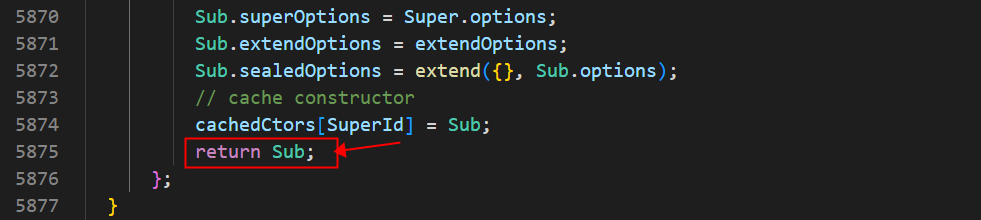 5870 Sub.superOptions = Super.options;
5871 Sub.extendOptions = extendOptions;
5872 Sub.sealedOptions = extend({}, Sub.options);
5873 // cache constructor
5874 cachedCtors[SuperId] = Sub;
5875 return Sub;
5876 };
5877 }